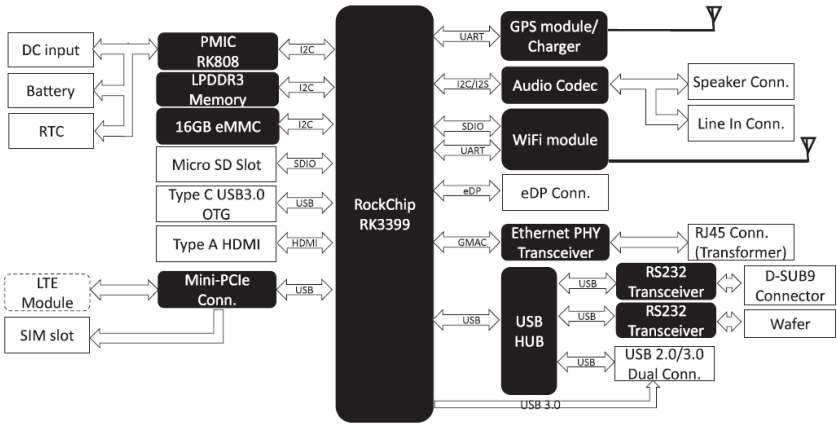 DC input
Battery
RTC
PMIC
RK808
I2C
LPDDR3
Memory
I2C
16GB eMMC
I2C
Micro SD Slot
SDIO
Type C USB3.0
OTG
USB
Type A HDMI
HDMI
LTE
Module
Mini-PCIe
Conn.
USB
SIM slot
RockChip
RK3399
UART
GPS module/
Charger
I2C/I2S
Audio Codec
Speaker Conn.
Line In Conn.
SDIO
UART
WiFi module
eDP
eDP Conn.
GMAC
Ethernet PHY
Transceiver
RJ45 Conn.
(Transformer)
USB
USB
HUB
USB
RS232
Transceiver
D-SUB9
Connector
USB
RS232
Transceiver
Wafer
USB
USB 2.0/3.0
Dual Conn.
USB 3.0